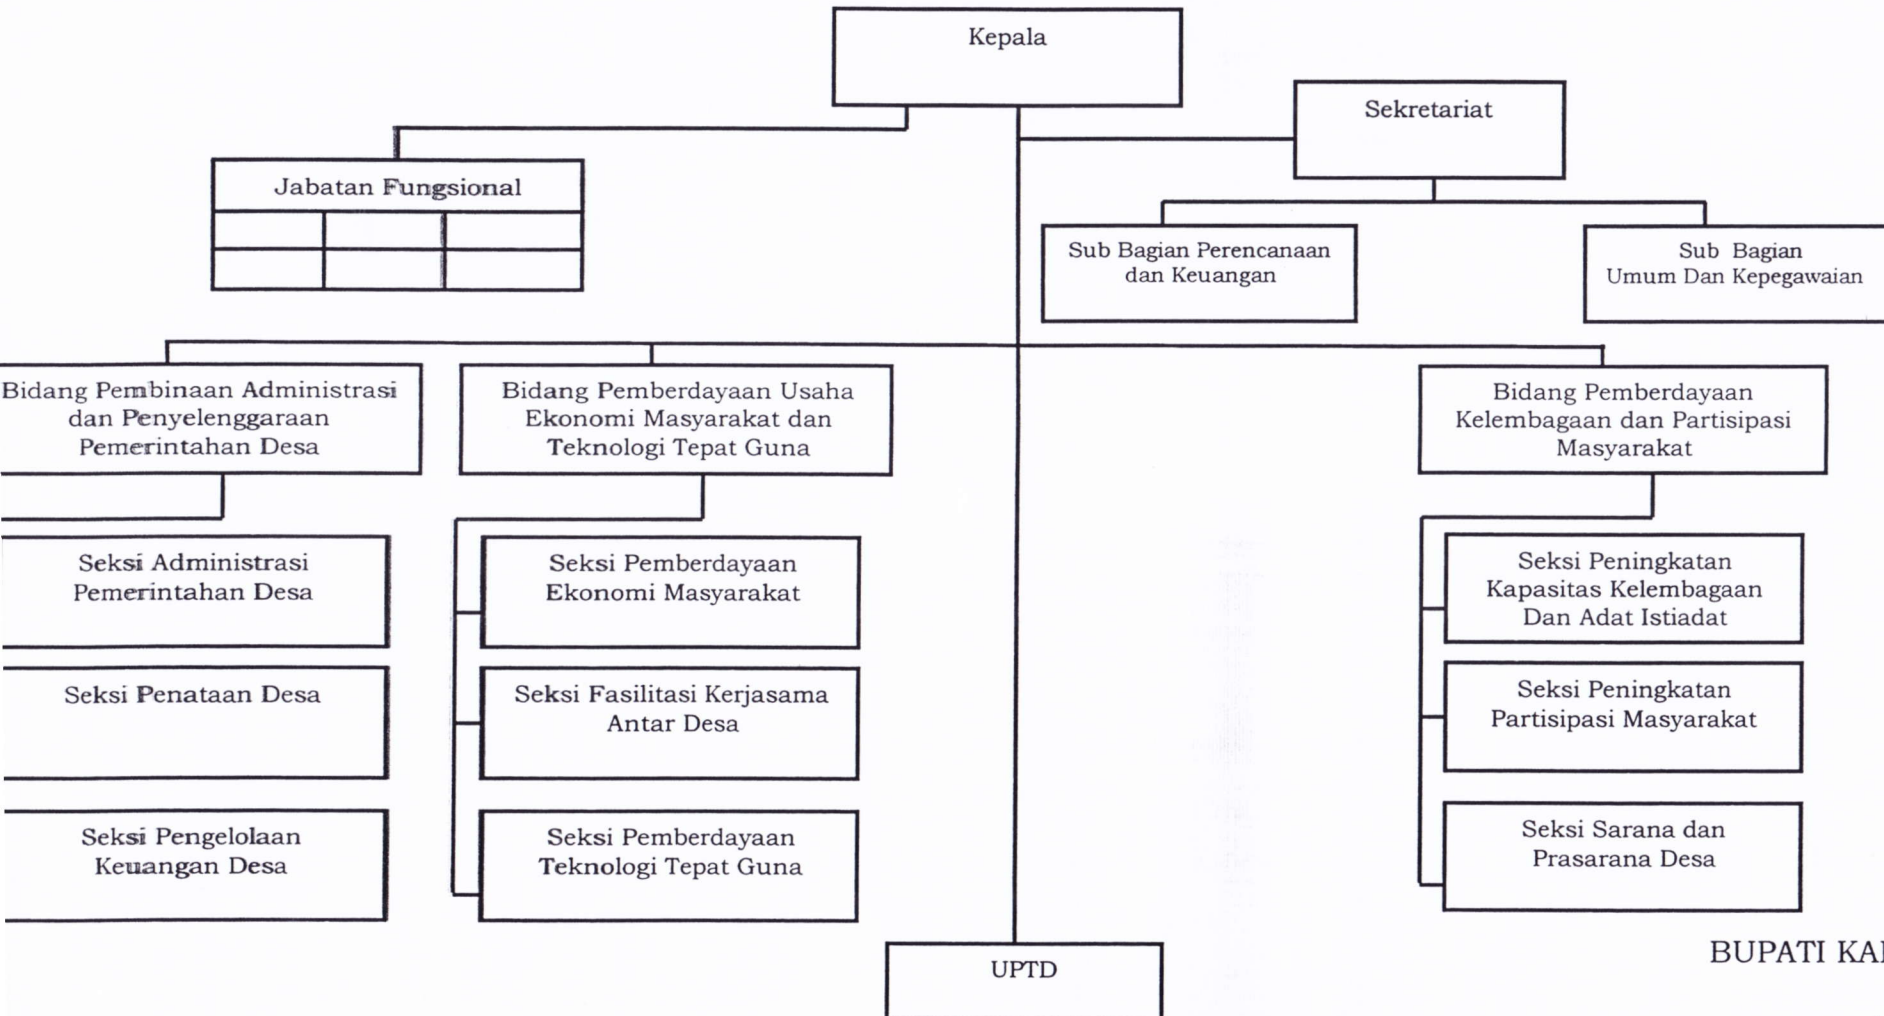 Kepala
Sekretariat
Jabatan Fungsional
Sub Bagian Perencanaan
dan Keuangan
Sub Bagian
Umum Dan Kepegawaian
Bidang Pembinaan Administrasi
dan Penyelenggaraan
Pemerintahan Desa
Bidang Pemberdayaan Usaha
Ekonomi Masyarakat dan
Teknologi Tepat Guna
Bidang Pemberdayaan
Kelembagaan dan Partisipasi
Masyarakat
Seksi Administrasi
Pemerintahan Desa
Seksi Penataan Desa
Seksi Pengelolaan
Keuangan Desa
Seksi Pemberdayaan
Ekonomi Masyarakat
Seksi Fasilitasi Kerjasama
Antar Desa
Seksi Pemberdayaan
Teknologi Tepat Guna
Seksi Peningkatan
Kapasitas Kelembagaan
Dan Adat Istiadat
Seksi Peningkatan
Partisipasi Masyarakat
Seksi Sarana dan
Prasarana Desa
UPTD
BUPATI